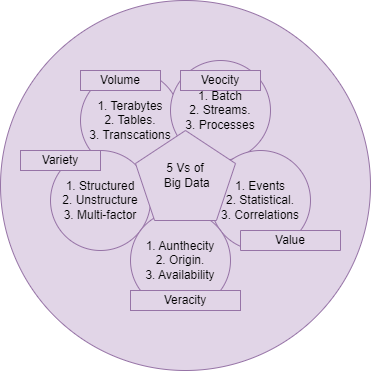 Volume
1. Terabytes
2. Tables.
3. Transcations
Veocity
1. Batch
2. Streams.
3. Processes
Variety
1. Structured
2. Unstructure
3. Multi-factor
5 Vs of
Big Data
1. Events
2. Statistical.
3. Correlations
Value
1. Aunthecity
2. Origin.
3. Availability
Veracity